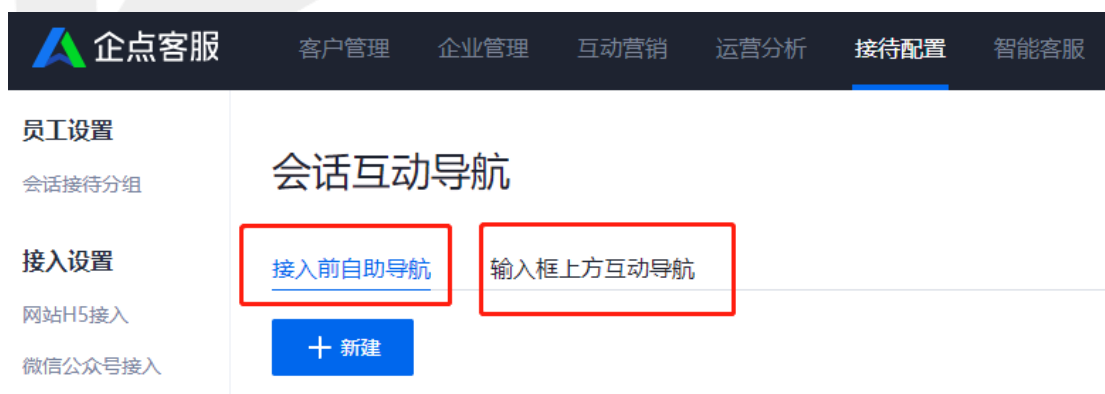 企点客服 客户管理 企业管理 互动营销 运营分析 接待配置 智能客服
员工设置
会话接待分组
接入设置
网站H5接入
微信公众号接入
会话互动导航
接入前自助导航 输入框上方互动导航
+ 新建